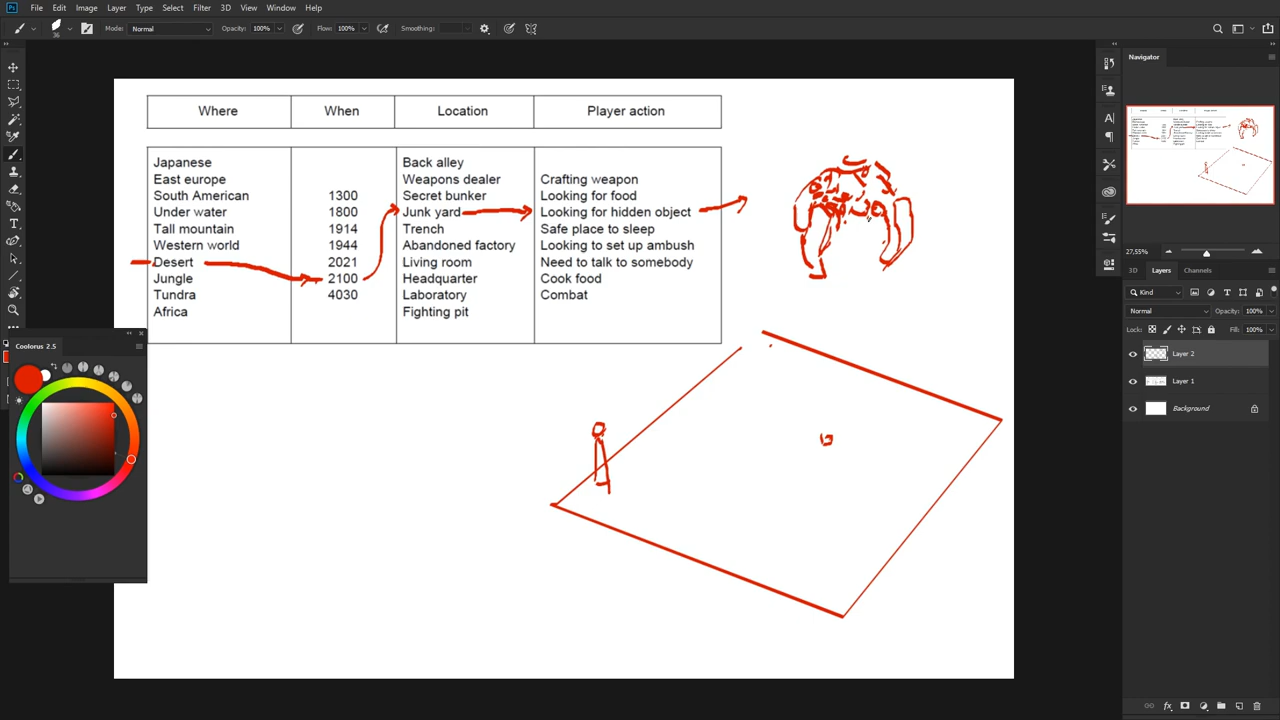 File Edit Image Layer Type Select Filter 3D View Window Help
Mode: Normal Opacity: 100% Flow: 100% Smoothing:
Navigator
27,55%
3D Layers Channels
Kind
Normal Opacity: 100%
Lock: Fill: 100%
Layer 2
Layer 1
Background
Coolorus 2.5
Where When Location Player action
Japanese Back alley
East europe Weapons dealer Crafting weapon
South American 1300 Secret bunker Looking for food
Under water 1800 Junk yard Looking for hidden object
Tall mountain 1914 Trench Safe place to sleep
Western world 1944 Abandoned factory Looking to set up ambush
Desert 2021 Living room Need to talk to somebody
Jungle 2100 Headquarter Cook food
Tundra 4030 Laboratory Combat
Africa Fighting pit